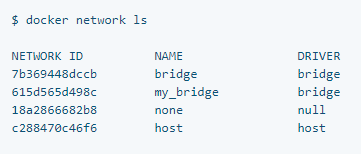 $ docker network ls
NETWORK ID NAME DRIVER
7b369448dccb bridge bridge
615d565d498c my_bridge bridge
18a2866682b8 none null
c288470c46f6 host host